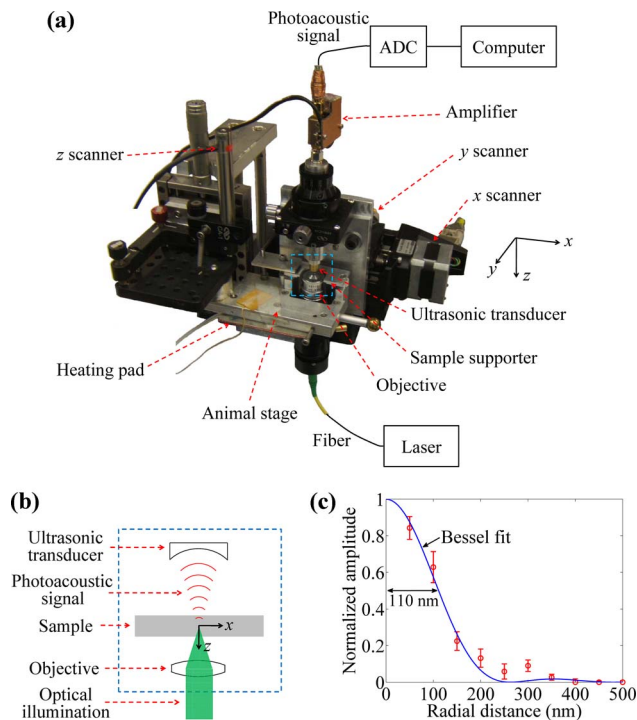 (a)
Photoacoustic
signal
ADC
Computer
Amplifier
z scanner
y scanner
x scanner
x
y
z
Ultrasonic transducer
Sample supporter
Objective
Heating pad
Animal stage
Fiber
Laser
(b)
Ultrasonic
transducer
Photoacoustic
signal
Sample
x
z
Objective
Optical
illumination
(c)
Normalized amplitude
1
0.8
0.6
0.4
0.2
0
Bessel fit
110 nm
0 100 200 300 400 500
Radial distance (nm)